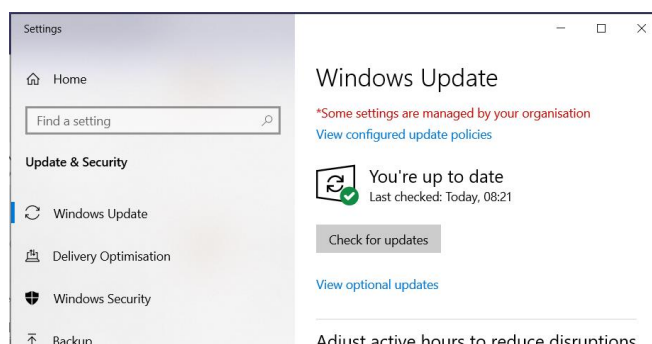 Settings
Home
Find a setting
Update & Security
Windows Update
Delivery Optimisation
Windows Security
Backup
Windows Update
*Some settings are managed by your organisation
View configured update policies
You're up to date
Last checked: Today, 08:21
Check for updates
View optional updates
Adjust active hours to reduce disruptions